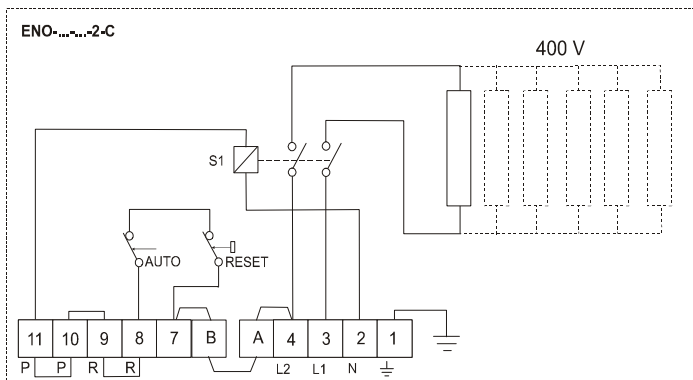 ENO-...-...-2-C
400 V
S1
AUTO
RESET
11 10 9 8 7 B A 4 3 2 1
P P R R L2 L1 N